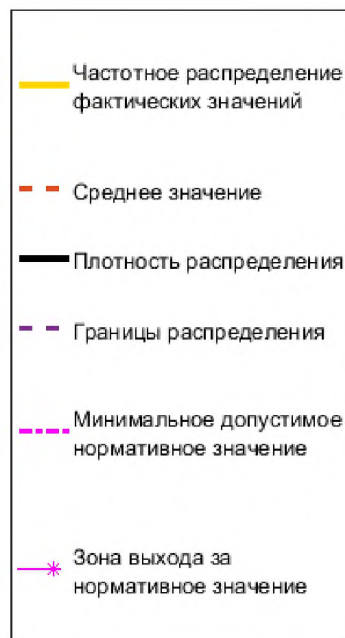 Частотное распределение
фактических значений
Среднее значение
Плотность распределения
Границы распределения
Минимальное допустимое
нормативное значение
Зона выхода за
нормативное значение